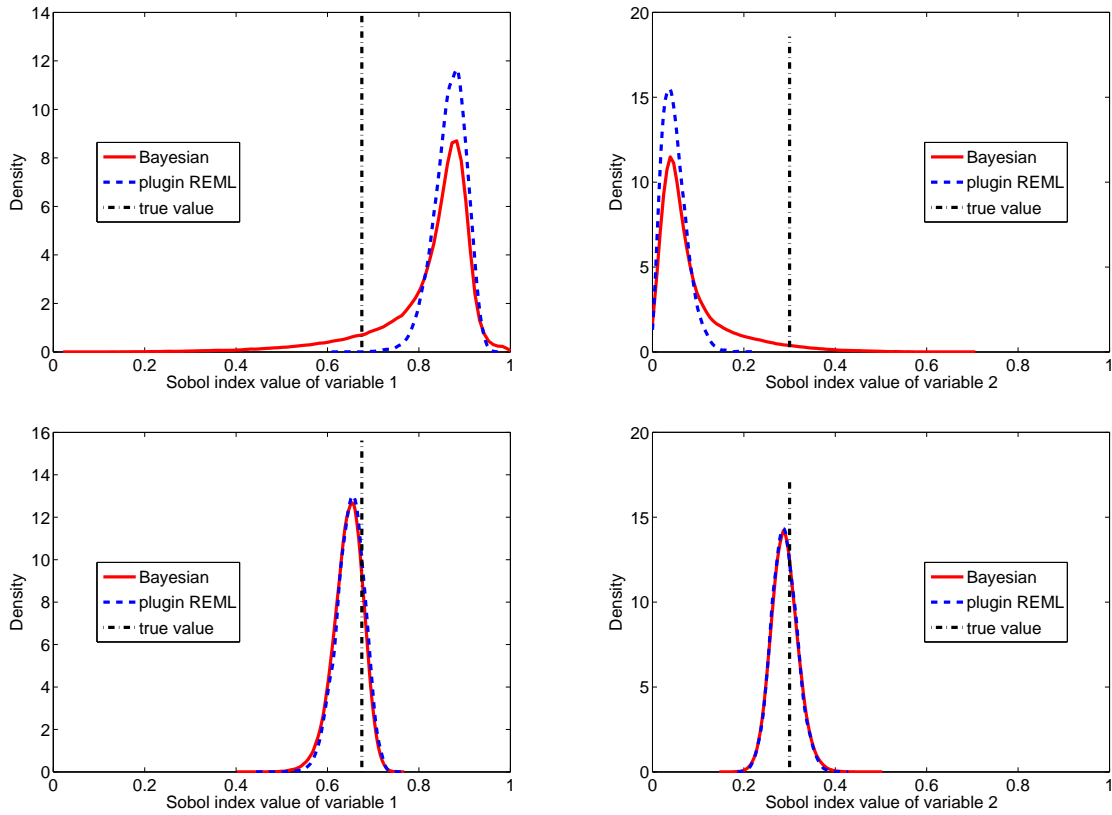 14
12
10
8
6
4
2
0
Density
Bayesian
plugin REML
true value
0 0.2 0.4 0.6 0.8 1
Sobol index value of variable 1
20
15
10
5
0
Density
Bayesian
plugin REML
true value
0 0.2 0.4 0.6 0.8 1
Sobol index value of variable 2
16
14
12
10
8
6
4
2
0
Density
Bayesian
plugin REML
true value
0 0.2 0.4 0.6 0.8 1
Sobol index value of variable 1
20
15
10
5
0
Density
Bayesian
plugin REML
true value
0 0.2 0.4 0.6 0.8 1
Sobol index value of variable 2